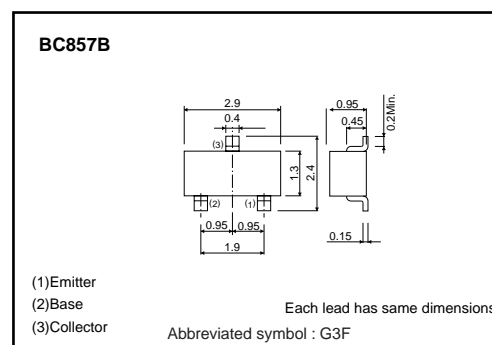 BC857B
2.9
0.4
(3)
1.3
2.4
(2)
(1)
0.95
0.95
1.9
0.95
0.45
0.2Min.
0.15
(1)Emitter
(2)Base
(3)Collector
Each lead has same dimensions
Abbreviated symbol : G3F